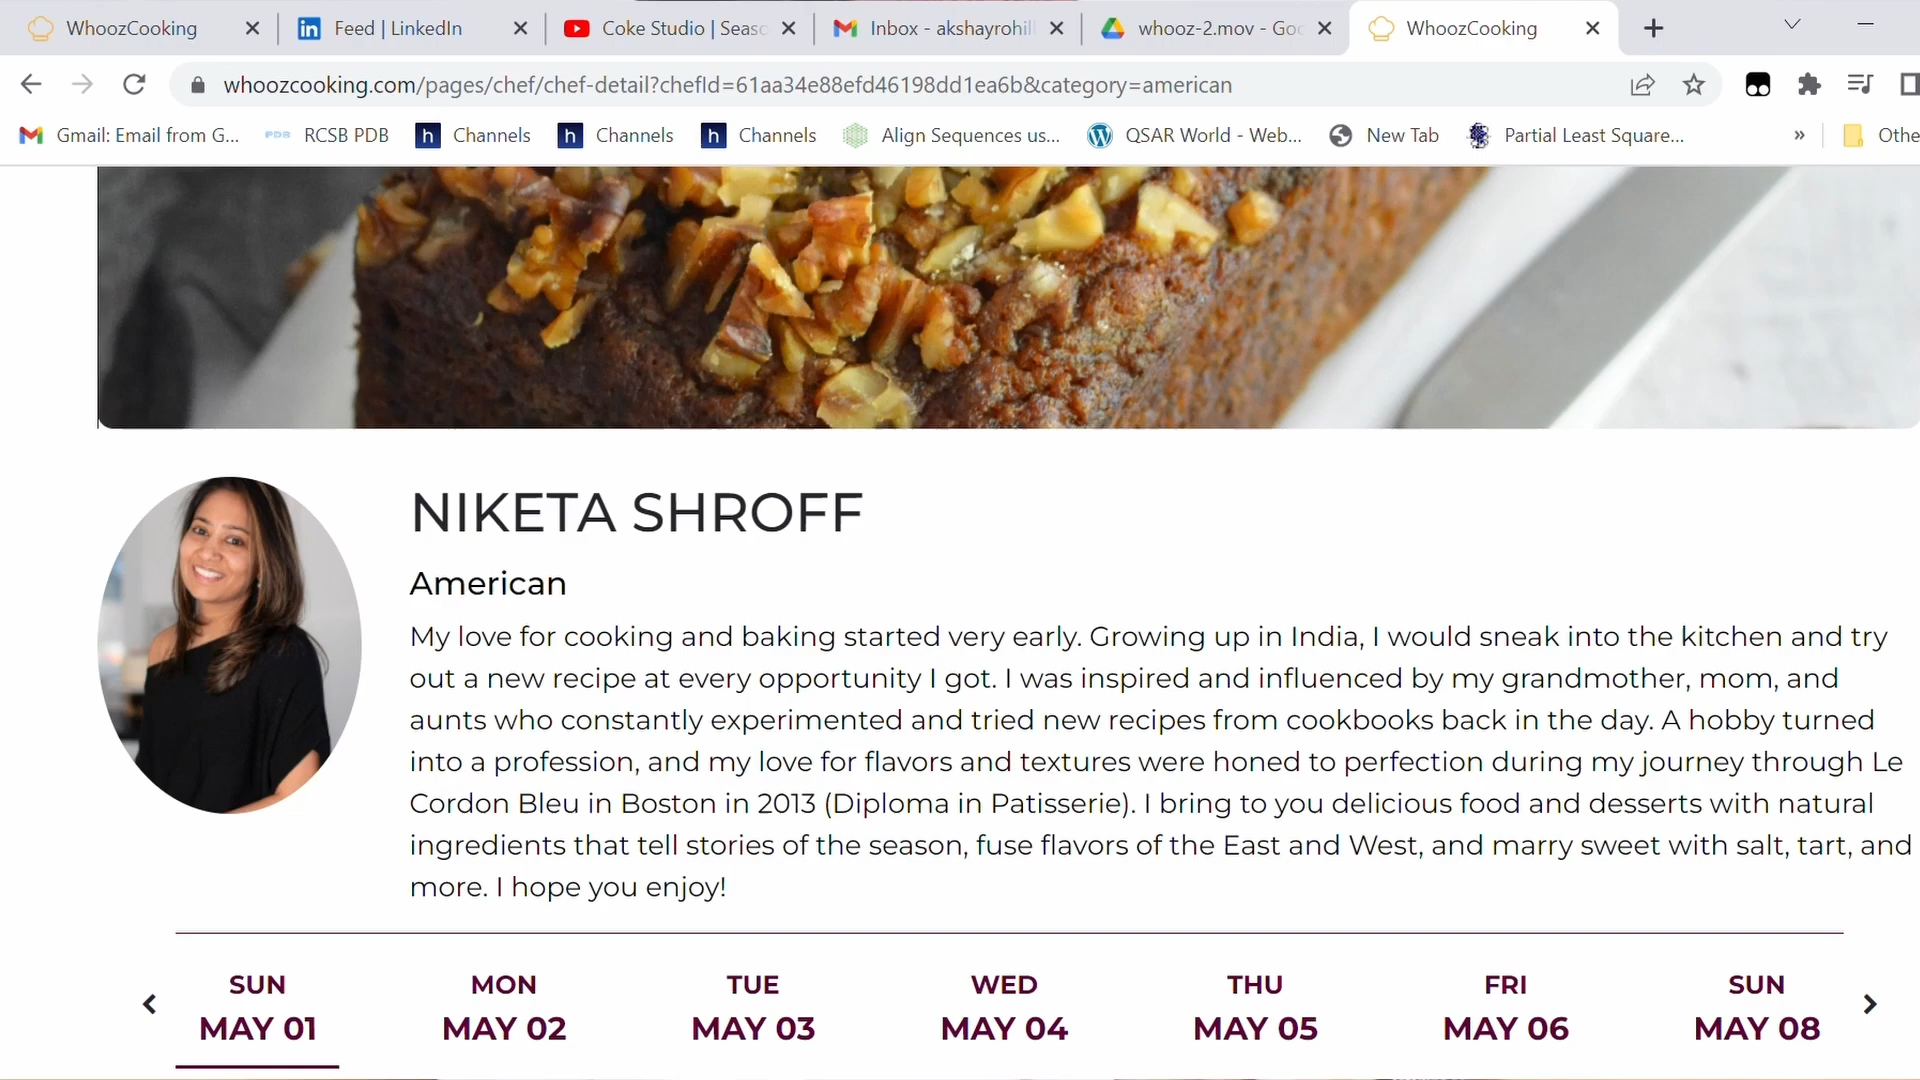 WhoozCooking
Feed | LinkedIn
Coke Studio | Seaso
Inbox - akshayrohil
whooz-2.mov - Goo
WhoozCooking
whoozcooking.com/pages/chef/chef-detail?chefId=61aa34e88efd46198dd1ea6b&category=american
Gmail: Email from G...
PDB RCSB PDB
h Channels
h Channels
h Channels
Align Sequences us...
QSAR World - Web...
New Tab
Partial Least Square...
»
Othe
NIKETA SHROFF
American
My love for cooking and baking started very early. Growing up in India, I would sneak into the kitchen and try
out a new recipe at every opportunity I got. I was inspired and influenced by my grandmother, mom, and
aunts who constantly experimented and tried new recipes from cookbooks back in the day. A hobby turned
into a profession, and my love for flavors and textures were honed to perfection during my journey through Le
Cordon Bleu in Boston in 2013 (Diploma in Patisserie). I bring to you delicious food and desserts with natural
ingredients that tell stories of the season, fuse flavors of the East and West, and marry sweet with salt, tart, and
more. I hope you enjoy!
SUN MON TUE WED THU FRI SUN
MAY 01 MAY 02 MAY 03 MAY 04 MAY 05 MAY 06 MAY 08